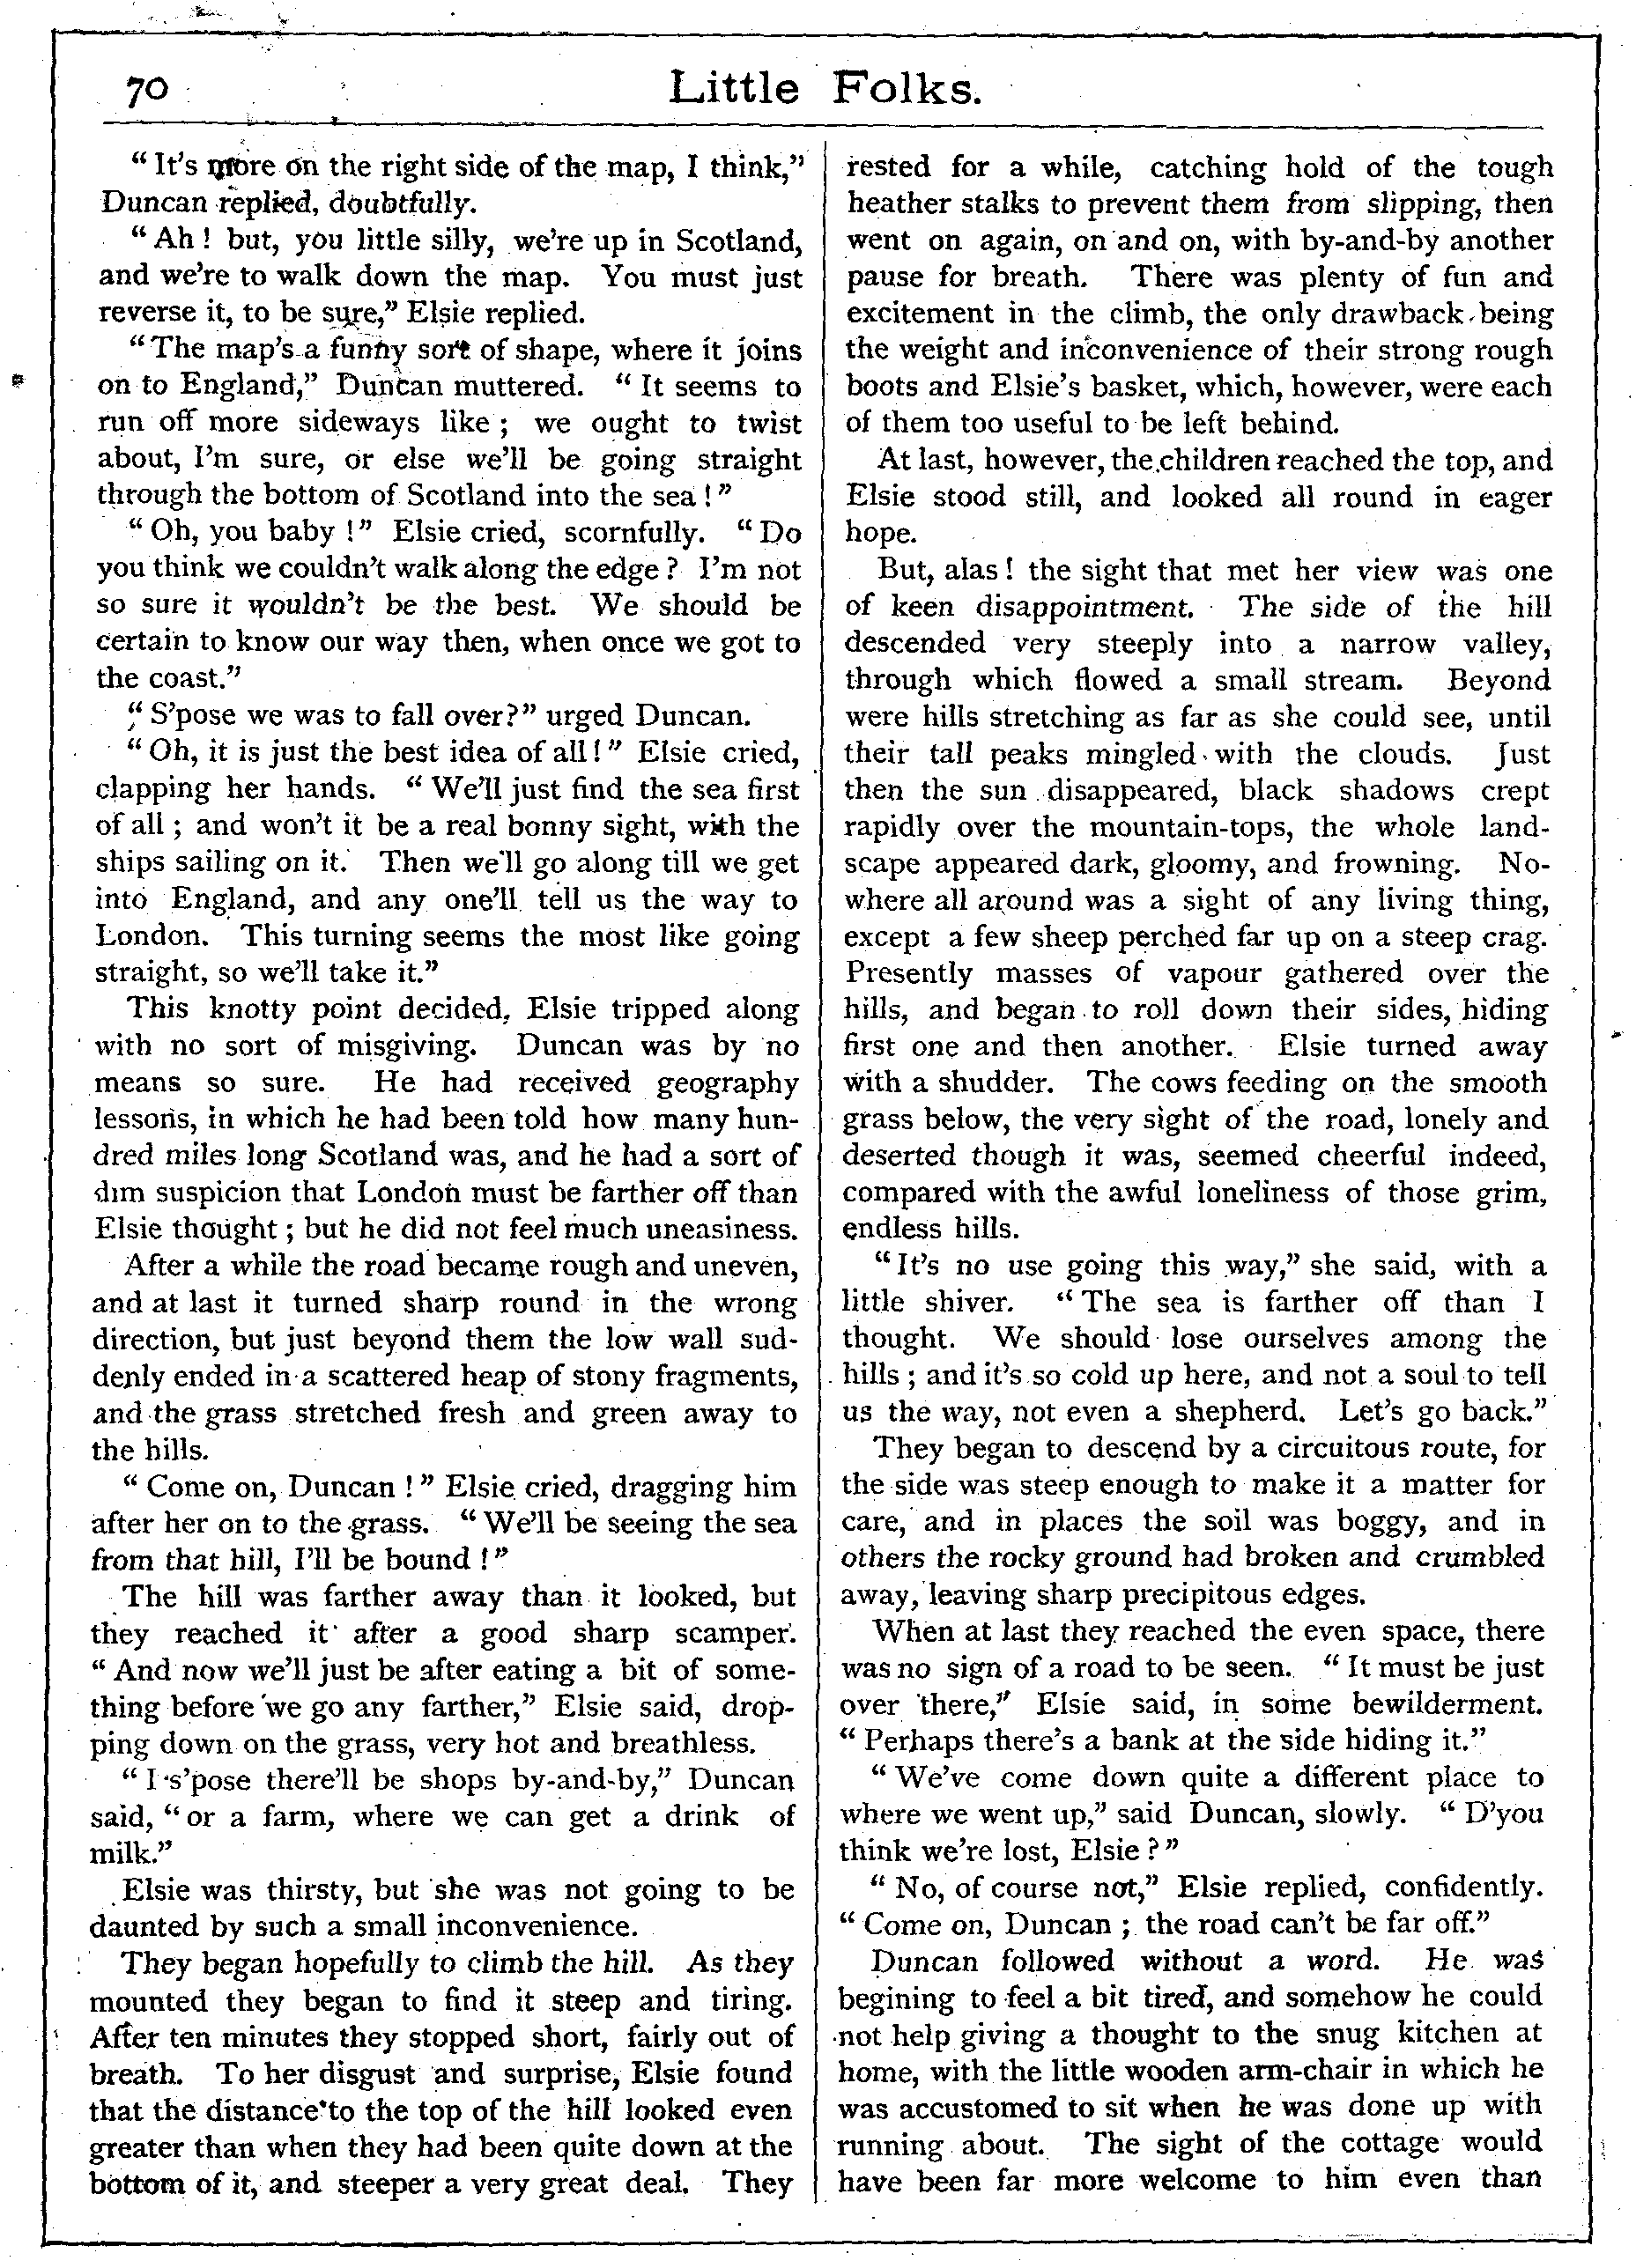 70
Little Folks.
“It's more on the right side of the map, I think,”
Duncan replied, doubtfully.
“Ah! but, you little silly, we're up in Scotland,
and we're to walk down the map. You must just
reverse it, to be sure,” Elsie replied.
“The map's a funny sort of shape, where it joins
on to England,” Duncan muttered. “It seems to
run off more sideways like; we ought to twist
about, I'm sure, or else we'll be going straight
through the bottom of Scotland into the sea!”
“Oh, you baby!” Elsie cried, scornfully. “Do
you think we couldn't walk along the edge? I'm not
so sure it wouldn't be the best. We should be
certain to know our way then, when once we got to
the coast.”
“S'pose we was to fall over?” urged Duncan.
“Oh, it is just the best idea of all!” Elsie cried,
clapping her hands. “We'll just find the sea first
of all; and won't it be a real bonny sight, with the
ships sailing on it. Then we'll go along till we get
into England, and any one'll tell us the way to
London. This turning seems the most like going
straight, so we'll take it.”
This knotty point decided, Elsie tripped along
with no sort of misgiving. Duncan was by no
means so sure. He had received geography
lessons, in which he had been told how many hun-
dred miles long Scotland was, and he had a sort of
dim suspicion that London must be farther off than
Elsie thought; but he did not feel much uneasiness.
After a while the road became rough and uneven,
and at last it turned sharp round in the wrong
direction, but just beyond them the low wall sud-
denly ended in a scattered heap of stony fragments,
and the grass stretched fresh and green away to
the hills.
“Come on, Duncan!” Elsie cried, dragging him
after her on to the grass. “We'll be seeing the sea
from that hill, I'll be bound!”
The hill was farther away than it looked, but
they reached it after a good sharp scamper.
“And now we'll just be after eating a bit of some-
thing before we go any farther,” Elsie said, drop-
ping down on the grass, very hot and breathless.
“I s'pose there'll be shops by-and-by,” Duncan
said, “or a farm, where we can get a drink of
milk.”
Elsie was thirsty, but she was not going to be
daunted by such a small inconvenience.
They began hopefully to climb the hill. As they
mounted they began to find it steep and tiring.
After ten minutes they stopped short, fairly out of
breath. To her disgust and surprise, Elsie found
that the distance to the top of the hill looked even
greater than when they had been quite down at the
bottom of it, and steeper a very great deal. They
rested for a while, catching hold of the tough
heather stalks to prevent them from slipping, then
went on again, on and on, with by-and-by another
pause for breath. There was plenty of fun and
excitement in the climb, the only drawback being
the weight and inconvenience of their strong rough
boots and Elsie's basket, which, however, were each
of them too useful to be left behind.
At last, however, the children reached the top, and
Elsie stood still, and looked all round in eager
hope.
But, alas! the sight that met her view was one
of keen disappointment. The side of the hill
descended very steeply into a narrow valley,
through which flowed a small stream. Beyond
were hills stretching as far as she could see, until
their tall peaks mingled with the clouds. Just
then the sun disappeared, black shadows crept
rapidly over the mountain-tops, the whole land-
scape appeared dark, gloomy, and frowning. No-
where all around was a sight of any living thing,
except a few sheep perched far up on a steep crag.
Presently masses of vapour gathered over the
hills, and began to roll down their sides, hiding
first one and then another. Elsie turned away
with a shudder. The cows feeding on the smooth
grass below, the very sight of the road, lonely and
deserted though it was, seemed cheerful indeed,
compared with the awful loneliness of those grim,
endless hills.
“It's no use going this way,” she said, with a
little shiver. “The sea is farther off than I
thought. We should lose ourselves among the
hills; and it's so cold up here, and not a soul to tell
us the way, not even a shepherd. Let's go back.”
They began to descend by a circuitous route, for
the side was steep enough to make it a matter for
care, and in places the soil was boggy, and in
others the rocky ground had broken and crumbled
away, leaving sharp precipitous edges.
When at last they reached the even space, there
was no sign of a road to be seen. “It must be just
over there,” Elsie said, in some bewilderment.
“Perhaps there's a bank at the side hiding it.”
“We've come down quite a different place to
where we went up,” said Duncan, slowly. “D'you
think we're lost, Elsie?”
“No, of course not,” Elsie replied, confidently.
“Come on, Duncan; the road can't be far off.”
Duncan followed without a word. He was
begining to feel a bit tired, and somehow he could
not help giving a thought to the snug kitchen at
home, with the little wooden arm-chair in which he
was accustomed to sit when he was done up with
running about. The sight of the cottage would
have been far more welcome to him even than